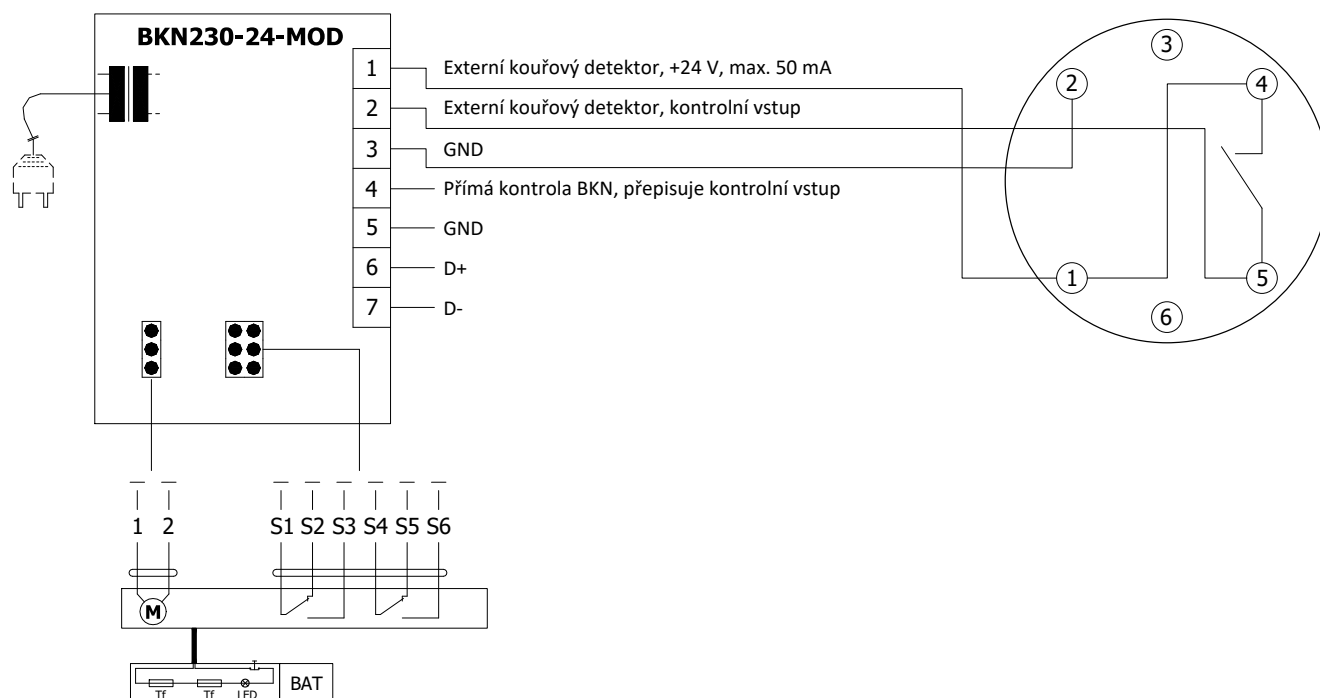 BKN230-24-MOD
1 Externí kouřový detektor, +24 V, max. 50 mA
2 Externí kouřový detektor, kontrolní vstup
3 GND
4 Přímá kontrola BKN, přepisuje kontrolní vstup
5 GND
6 D+
7 D-
3
2 4
1 5
6
1 2 S1 S2 S3 S4 S5 S6
M
Tf Tf LED BAT